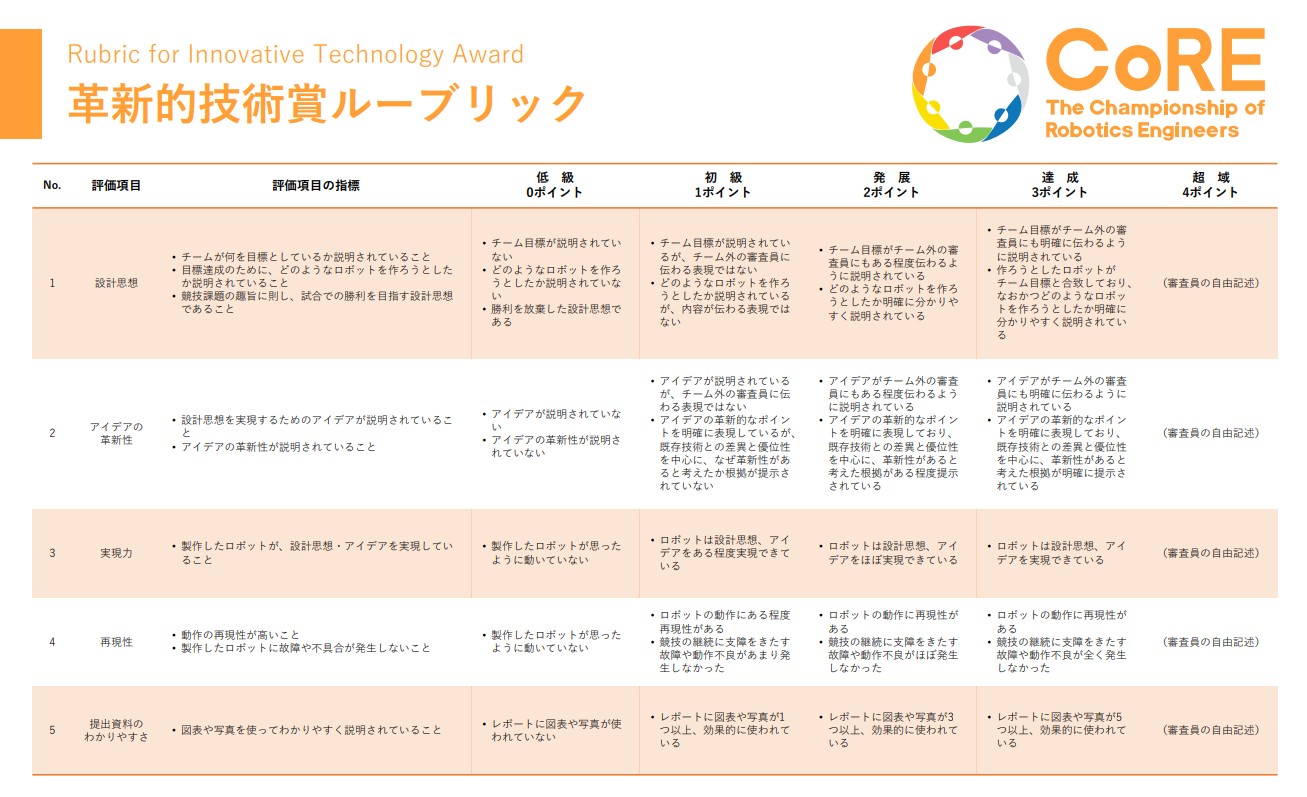 Rubric for Innovative Technology Award
革新的技術賞ルーブリック
CoRE
The Championship of
Robotics Engineers
No.
評価項目
評価項目の指標
低　級
0ポイント
初　級
1ポイント
発　展
2ポイント
達　成
3ポイント
超　域
4ポイント
1
設計思想
• チームが何を目標としているか説明されていること
• 目標達成のために、どのようなロボットを作ろうとした
か説明されていること
• 競技課題の趣旨に則し、試合での勝利を目指す設計思想
であること
• チーム目標が説明されてい
ない
• どのようなロボットを作ろ
うとしたか説明されていな
い
• 勝利を放棄した設計思想で
ある
• チーム目標が説明されてい
るが、チーム外の審査員に
伝わる表現ではない
• どのようなロボットを作ろ
うとしたか説明されている
が、内容が伝わる表現では
ない
• チーム目標がチーム外の審
査員にもある程度伝わるよ
うに説明されている
• どのようなロボットを作ろ
うとしたか明確に分かりや
すく説明されている
• チーム目標がチーム外の審
査員にも明確に伝わるよう
に説明されている
• 作ろうとしたロボットが
チーム目標と合致しており、
なおかつどのようなロボッ
トを作ろうとしたか明確に
分かりやすく説明されてい
る
（審査員の自由記述）
2
アイデアの
革新性
• 設計思想を実現するためのアイデアが説明されているこ
と
• アイデアの革新性が説明されていること
• アイデアが説明されていな
い
• アイデアの革新性が説明さ
れていない
• アイデアが説明されている
が、チーム外の審査員に伝
わる表現ではない
• アイデアの革新的なポイン
トを明確に表現しているが、
既存技術との差異と優位性
を中心に、なぜ革新性があ
ると考えたか根拠が提示さ
れていない
• アイデアがチーム外の審査
員にもある程度伝わるよう
に説明されている
• アイデアの革新的なポイン
トを明確に表現しており、
既存技術との差異と優位性
を中心に、革新性があると
考えた根拠がある程度提示
されている
• アイデアがチーム外の審査
員にも明確に伝わるように
説明されている
• アイデアの革新的なポイン
トを明確に表現しており、
既存技術との差異と優位性
を中心に、革新性があると
考えた根拠が明確に提示さ
れている
（審査員の自由記述）
3
実現力
• 製作したロボットが、設計思想・アイデアを実現してい
ること
• 製作したロボットが思った
ように動いていない
• ロボットは設計思想、アイ
デアをある程度実現できて
いる
• ロボットは設計思想、アイ
デアをほぼ実現できている
• ロボットは設計思想、アイ
デアを実現できている
（審査員の自由記述）
4
再現性
• 動作の再現性が高いこと
• 製作したロボットに故障や不具合が発生しないこと
• 製作したロボットが思った
ように動いていない
• ロボットの動作にある程度
再現性がある
• 競技の継続に支障をきたす
故障や動作不良があまり発
生しなかった
• ロボットの動作に再現性が
ある
• 競技の継続に支障をきたす
故障や動作不良がほぼ発生
しなかった
• ロボットの動作に再現性が
ある
• 競技の継続に支障をきたす
故障や動作不良が全く発生
しなかった
（審査員の自由記述）
5
提出資料の
わかりやすさ
• 図表や写真を使ってわかりやすく説明されていること
• レポートに図表や写真が使
われていない
• レポートに図表や写真が1
つ以上、効果的に使われて
いる
• レポートに図表や写真が3
つ以上、効果的に使われて
いる
• レポートに図表や写真が5
つ以上、効果的に使われて
いる
（審査員の自由記述）